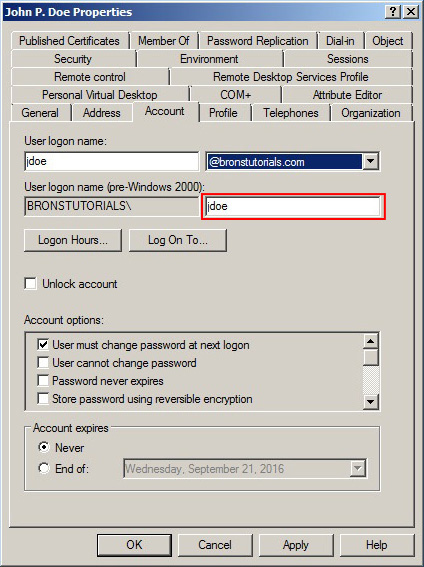 John P. Doe Properties
Published Certificates Member Of Password Replication Dial-in Object
Security Environment Sessions
Remote control Remote Desktop Services Profile
Personal Virtual Desktop COM+ Attribute Editor
General Address Account Profile Telephones Organization
User logon name:
jdoe @bronstutorials.com
User logon name (pre-Windows 2000):
BRONSTUTORIALS\ jdoe
Logon Hours... Log On To...
Unlock account
Account options:
User must change password at next logon
User cannot change password
Password never expires
Store password using reversible encryption
Account expires
Never
End of: Wednesday, September 21, 2016
OK Cancel Apply Help